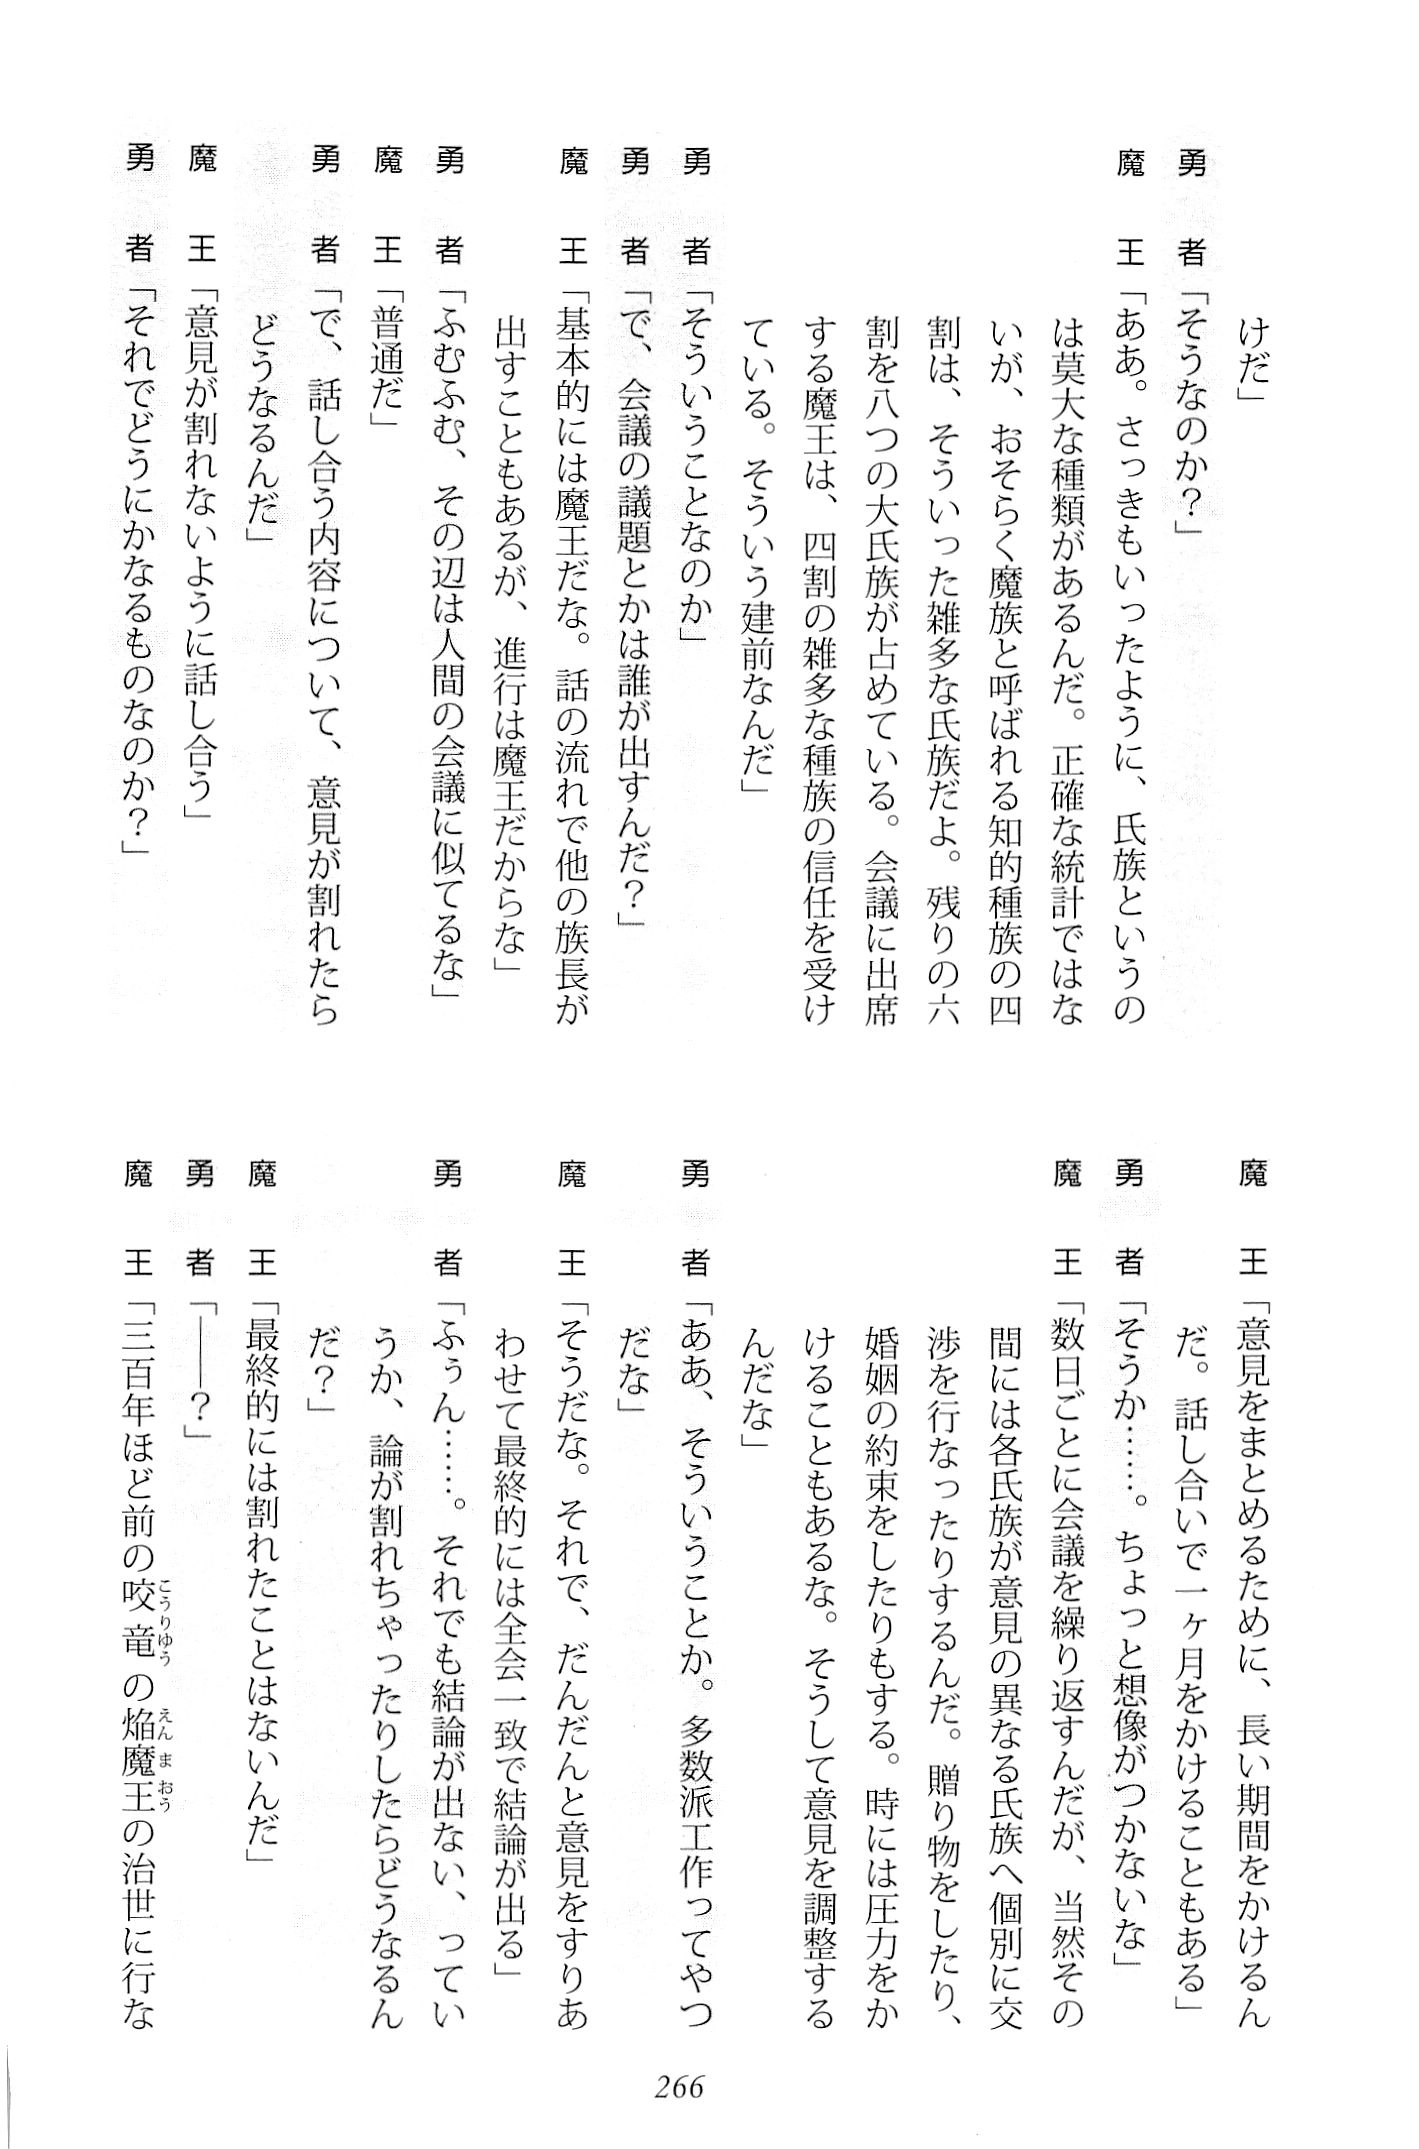 けだ」
勇　者「そうなのか？」
魔　王「ああ。さっきもいったように、氏族というの
は莫大な種類があるんだ。正確な統計ではな
いが、おそらく魔族と呼ばれる知的種族の四
割は、そういった雑多な氏族だよ。残りの六
割を八つの大氏族が占めている。会議に出席
する魔王は、四割の雑多な種族の信任を受け
ている。そういう建前なんだ」
勇　者「そういうことなのか」
勇　者「で、会議の議題とかは誰が出すんだ？」
魔　王「基本的には魔王だな。話の流れで他の族長が
出すこともあるが、進行は魔王だからな」
勇　者「ふむふむ、その辺は人間の会議に似てるな」
魔　王「普通だ」
勇　者「で、話し合う内容について、意見が割れたら
どうなるんだ」
魔　王「意見が割れないように話し合う」
勇　者「それでどうにかなるものなのか？」
魔　王「意見をまとめるために、長い期間をかけるん
だ。話し合いで一ヶ月をかけることもある」
勇　者「そうか……。ちょっと想像がつかないな」
魔　王「数日ごとに会議を繰り返すんだが、当然その
間には各氏族が意見の異なる氏族へ個別に交
渉を行なったりするんだ。贈り物をしたり、
婚姻の約束をしたりもする。時には圧力をか
けることもあるな。そうして意見を調整する
んだな」
勇　者「ああ、そういうことか。多数派工作ってやつ
だな」
魔　王「そうだな。それで、だんだんと意見をすりあ
わせて最終的には全会一致で結論が出る」
勇　者「ふぅん……。それでも結論が出ない、ってい
うか、論が割れちゃったりしたらどうなるん
だ？」
魔　王「最終的には割れたことはないんだ」
勇　者「――？」
魔　王「三百年ほど前の咬竜こうりゆうの焔魔王えんまおうの治世に行な
266